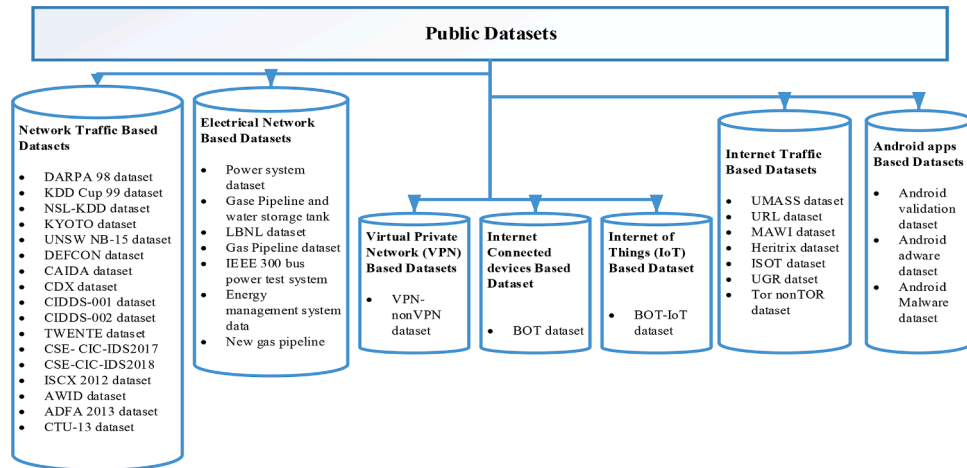 Public Datasets
Network Traffic Based
Datasets
• DARPA 98 dataset
• KDD Cup 99 dataset
• NSL-KDD dataset
• KYOTO dataset
• UNSW NB-15 dataset
• DEFCON dataset
• CAIDA dataset
• CDX dataset
• CIDDS-001 dataset
• CIDDS-002 dataset
• TWENTE dataset
• CSE- CIC-IDS2017
• CSE-CIC-IDS2018
• ISCX 2012 dataset
• AWID dataset
• ADFA 2013 dataset
• CTU-13 dataset
Electrical Network
Based Datasets
• Power system
dataset
• Gase Pipeline and
water storage tank
• LBNL dataset
• Gas Pipeline dataset
• IEEE 300 bus
power test system
• Energy
management system
data
• New gas pipeline
Virtual Private
Network (VPN)
Based Datasets
• VPN-
nonVPN
dataset
Internet
Connected
devices Based
Dataset
• BOT dataset
Internet of
Things (IoT)
Based Dataset
• BOT-IoT
dataset
Internet Traffic
Based Datasets
• UMASS dataset
• URL dataset
• MAWI dataset
• Heritrix dataset
• ISOT dataset
• UGR datset
• Tor nonTOR
dataset
Android apps
Based Datasets
• Android
validation
dataset
• Android
adware
dataset
• Android
Malware dataset